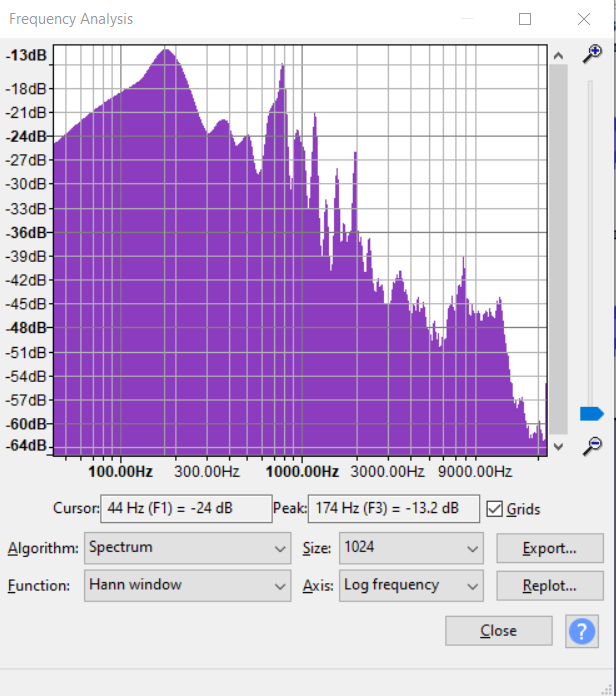 Frequency Analysis
-13dB
-18dB
-21dB
-24dB
-27dB
-30dB
-33dB
-36dB
-39dB
-42dB
-45dB
-48dB
-51dB
-54dB
-57dB
-60dB
-64dB
100.00Hz 300.00Hz 1000.00Hz 3000.00Hz 9000.00Hz
Cursor: 44 Hz (F1) = -24 dB Peak: 174 Hz (F3) = -13.2 dB Grids
Algorithm: Spectrum Size: 1024 Export...
Function: Hann window Axis: Log frequency Replot...
Close ?